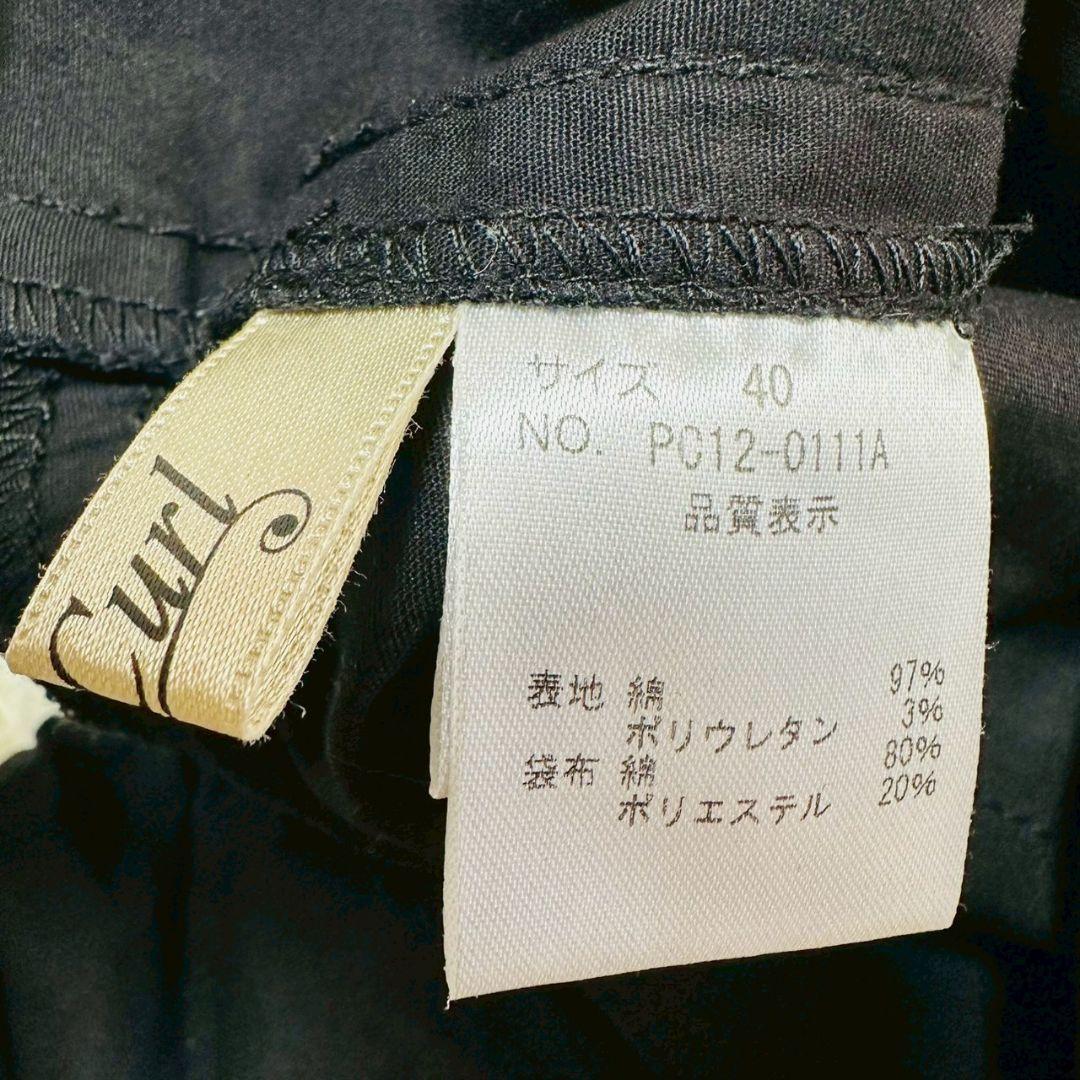 Curl
サイズ 40
NO. PC12-0111A
品質表示
表地 綿 97%
ポリウレタン 3%
袋布 綿 80%
ポリエステル 20%